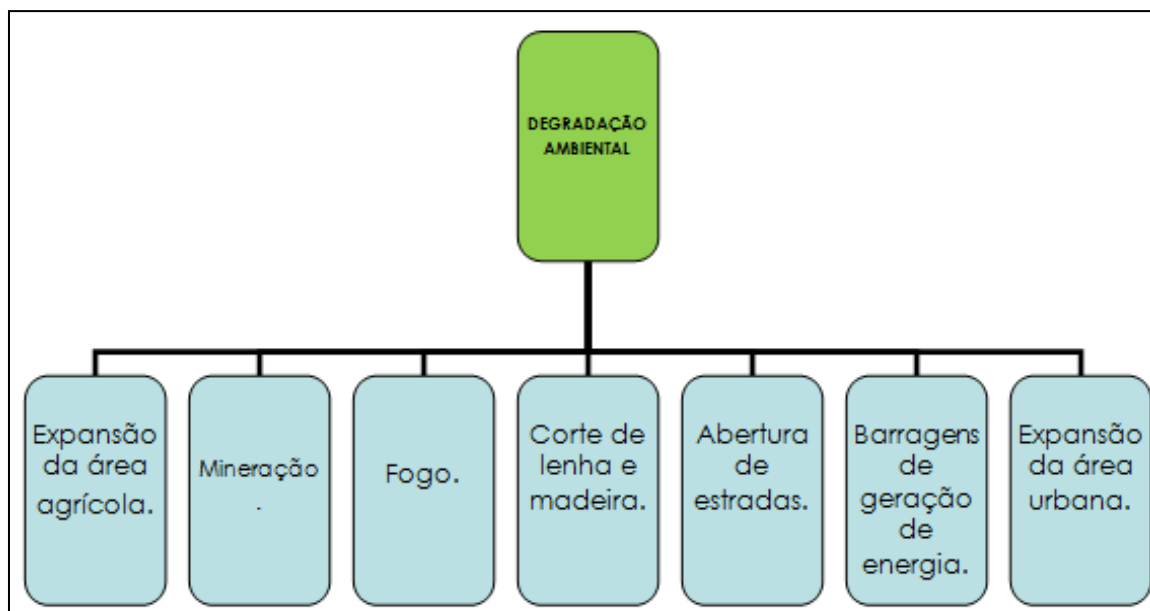 DEGRADAÇÃO
AMBIENTAL
Expansão
da área
agrícola.
Mineração
.
Fogo.
Corte de
lenha e
madeira.
Abertura
de
estradas.
Barragens
de
geração
de
energia.
Expansão
da área
urbana.